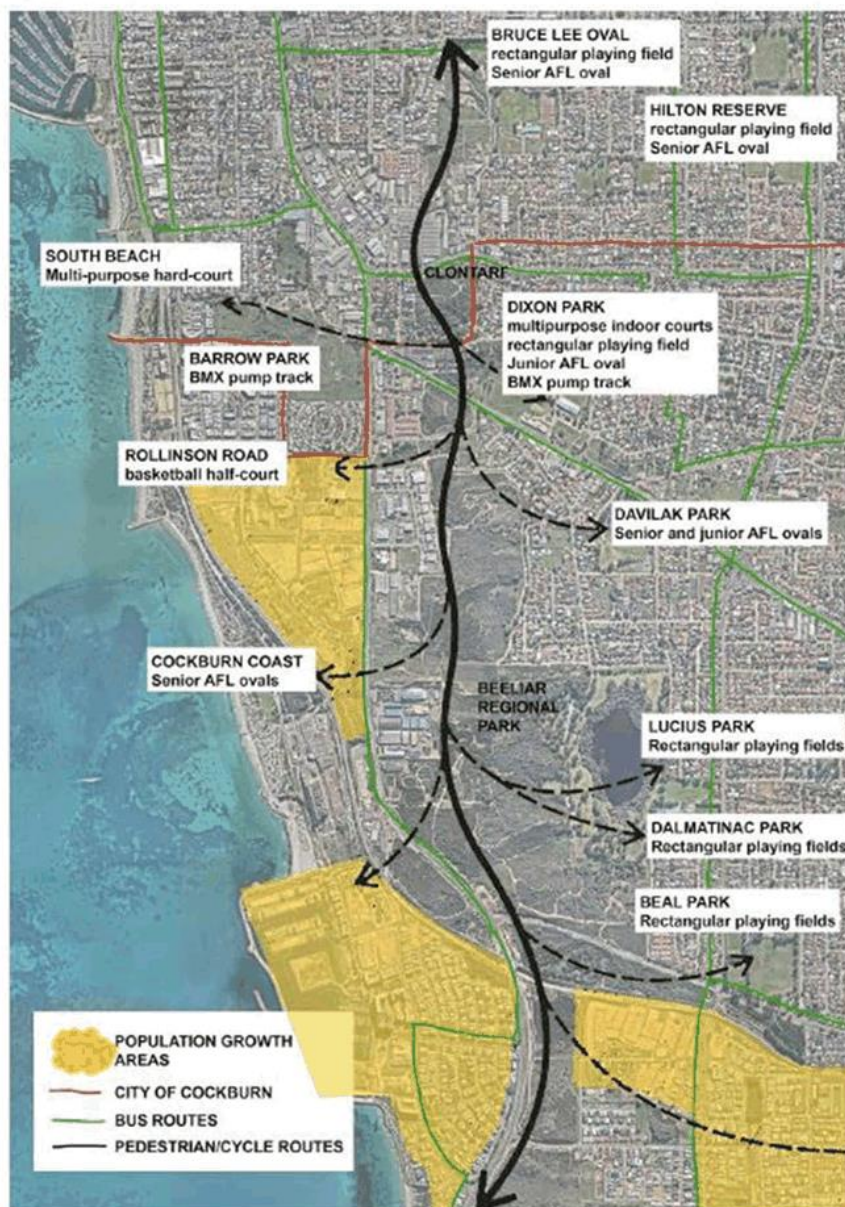 BRUCE LEE OVAL
rectangular playing field
Senior AFL oval
HILTON RESERVE
rectangular playing field
Senior AFL oval
SOUTH BEACH
Multi-purpose hard-court
CLONTARF
DIXON PARK
multipurpose indoor courts
rectangular playing field
Junior AFL oval
BMX pump track
BARROW PARK
BMX pump track
ROLLINSON ROAD
basketball half-court
DAVILAK PARK
Senior and junior AFL ovals
COCKBURN COAST
Senior AFL ovals
BEELIAR
REGIONAL
PARK
LUCIUS PARK
Rectangular playing fields
DALMATINAC PARK
Rectangular playing fields
BEAL PARK
Rectangular playing fields
POPULATION GROWTH
AREAS
CITY OF COCKBURN
BUS ROUTES
PEDESTRIAN/CYCLE ROUTES